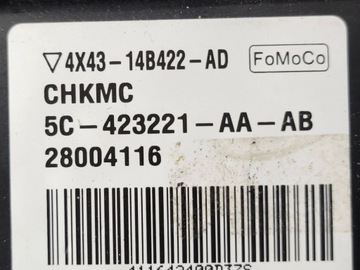 4X43-14B422-AD FoMoCo
CHKMC
5C-423221-AA-AB
28004116